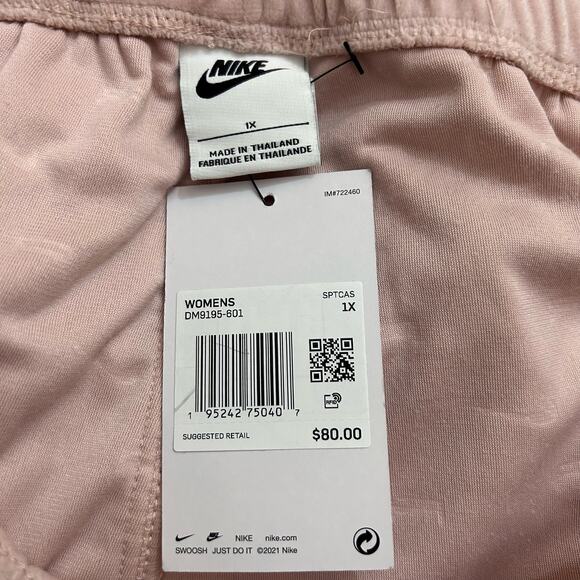 NIKE
1X
MADE IN THAILAND
FABRIQUE EN THAILANDE
IM#722460
WOMENS SPTCAS
DM9195-601 1X
RFID
1 95242 75040 7
SUGGESTED RETAIL $80.00
NIKE nike.com
SWOOSH JUST DO IT ©2021 Nike